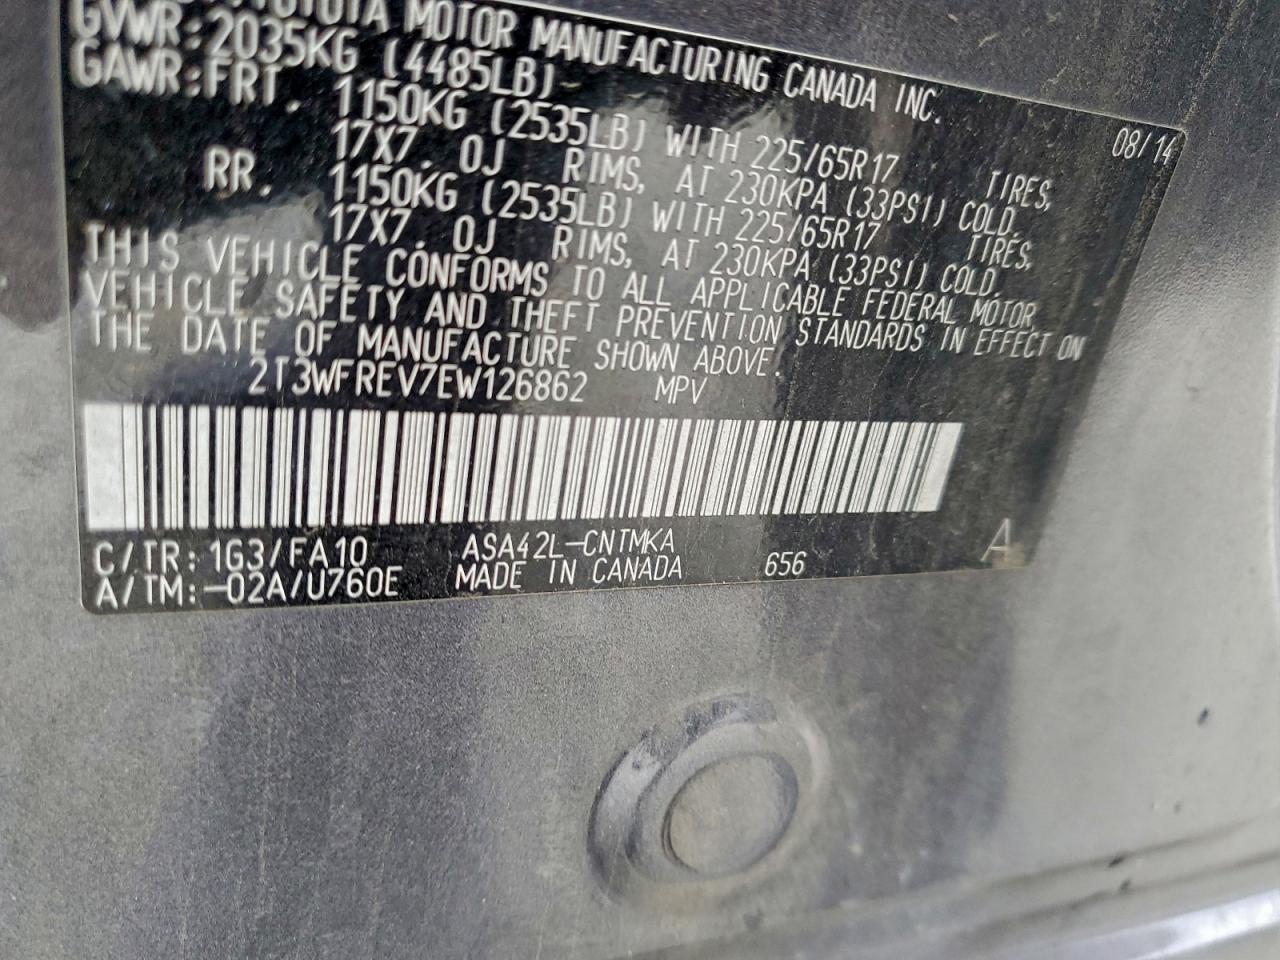 TOYOTA MOTOR MANUFACTURING CANADA INC.
GVWR:2035KG (4485LB) 08/14
GAWR:FRT. 1150KG (2535LB) WITH 225/65R17 TIRES,
17X7.0J RIMS, AT 230KPA (33PSI) COLD.
RR. 1150KG (2535LB) WITH 225/65R17 TIRES,
17X7.0J RIMS, AT 230KPA (33PSI) COLD.
THIS VEHICLE CONFORMS TO ALL APPLICABLE FEDERAL MOTOR
VEHICLE SAFETY AND THEFT PREVENTION STANDARDS IN EFFECT ON
THE DATE OF MANUFACTURE SHOWN ABOVE.
2T3WFREV7EW126862 MPV
C/TR: 1G3/FA10 ASA42L-CNTMKA
A/TM:-02A/U760E MADE IN CANADA 656 A